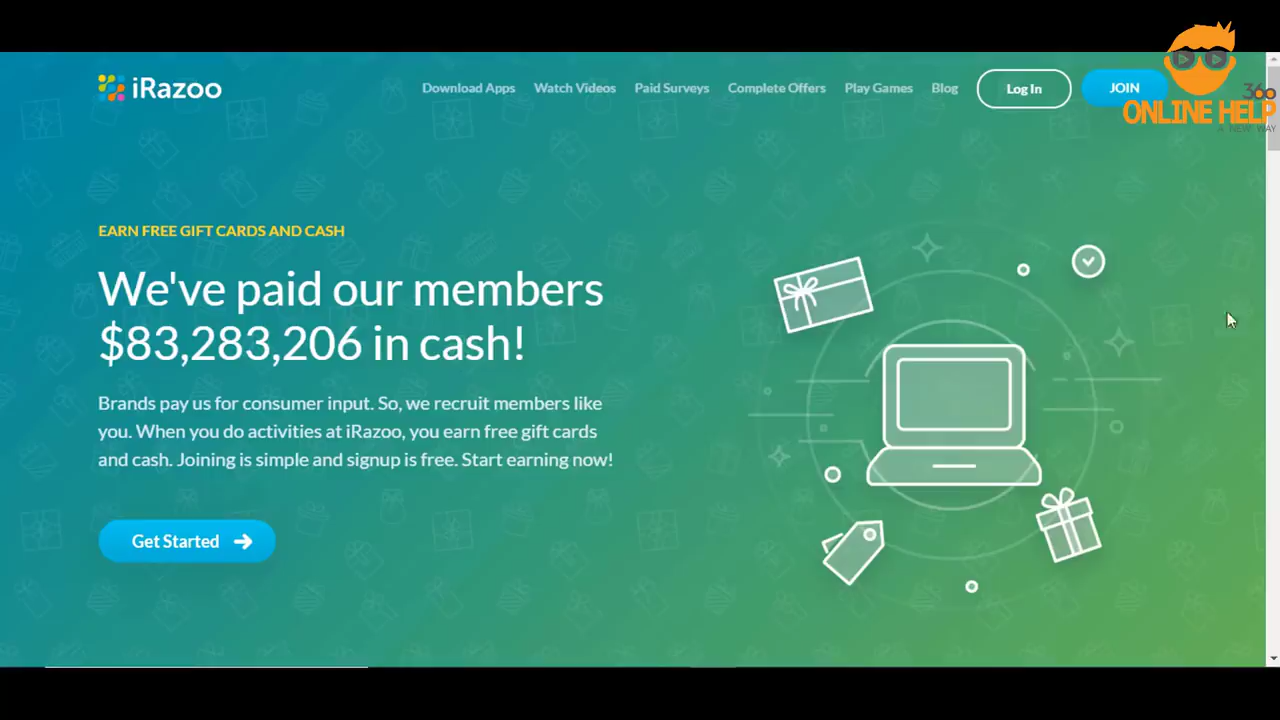 iRazoo
Download Apps Watch Videos Paid Surveys Complete Offers Play Games Blog Log In JOIN
360
ONLINE HELP
A NEW WAY
EARN FREE GIFT CARDS AND CASH
We've paid our members
$83,283,206 in cash!
Brands pay us for consumer input. So, we recruit members like
you. When you do activities at iRazoo, you earn free gift cards
and cash. Joining is simple and signup is free. Start earning now!
Get Started